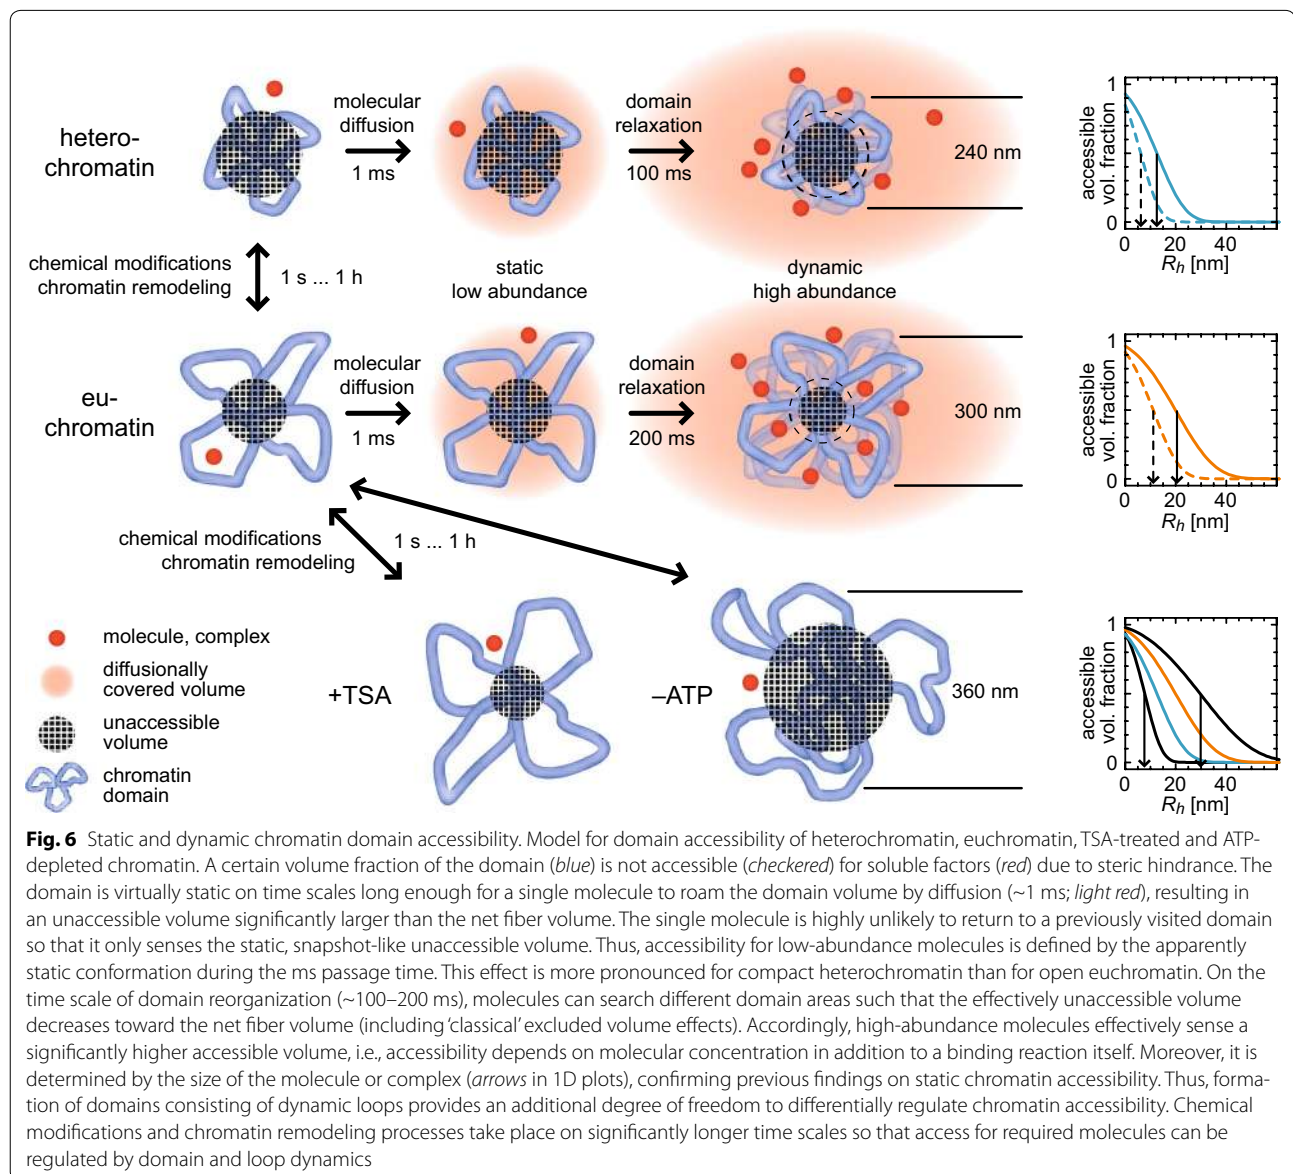 hetero-
chromatin
molecular
diffusion
1 ms
domain
relaxation
100 ms
240 nm
accessible
vol. fraction
1
0
0 20 40
Rh [nm]
chemical modifications
chromatin remodeling
1 s ... 1 h
static
low abundance
dynamic
high abundance
eu-
chromatin
molecular
diffusion
1 ms
domain
relaxation
200 ms
300 nm
accessible
vol. fraction
1
0
0 20 40
Rh [nm]
chemical modifications
chromatin remodeling
1 s ... 1 h
molecule, complex
diffusionally
covered volume
unaccessible
volume
chromatin
domain
+TSA
–ATP
360 nm
accessible
vol. fraction
1
0
0 20 40
Rh [nm]
Fig. 6 Static and dynamic chromatin domain accessibility. Model for domain accessibility of heterochromatin, euchromatin, TSA-treated and ATP-
depleted chromatin. A certain volume fraction of the domain (blue) is not accessible (checkered) for soluble factors (red) due to steric hindrance. The
domain is virtually static on time scales long enough for a single molecule to roam the domain volume by diffusion (~1 ms; light red), resulting in
an unaccessible volume significantly larger than the net fiber volume. The single molecule is highly unlikely to return to a previously visited domain
so that it only senses the static, snapshot-like unaccessible volume. Thus, accessibility for low-abundance molecules is defined by the apparently
static conformation during the ms passage time. This effect is more pronounced for compact heterochromatin than for open euchromatin. On the
time scale of domain reorganization (~100–200 ms), molecules can search different domain areas such that the effectively unaccessible volume
decreases toward the net fiber volume (including ‘classical’ excluded volume effects). Accordingly, high-abundance molecules effectively sense a
significantly higher accessible volume, i.e., accessibility depends on molecular concentration in addition to a binding reaction itself. Moreover, it is
determined by the size of the molecule or complex (arrows in 1D plots), confirming previous findings on static chromatin accessibility. Thus, forma-
tion of domains consisting of dynamic loops provides an additional degree of freedom to differentially regulate chromatin accessibility. Chemical
modifications and chromatin remodeling processes take place on significantly longer time scales so that access for required molecules can be
regulated by domain and loop dynamics